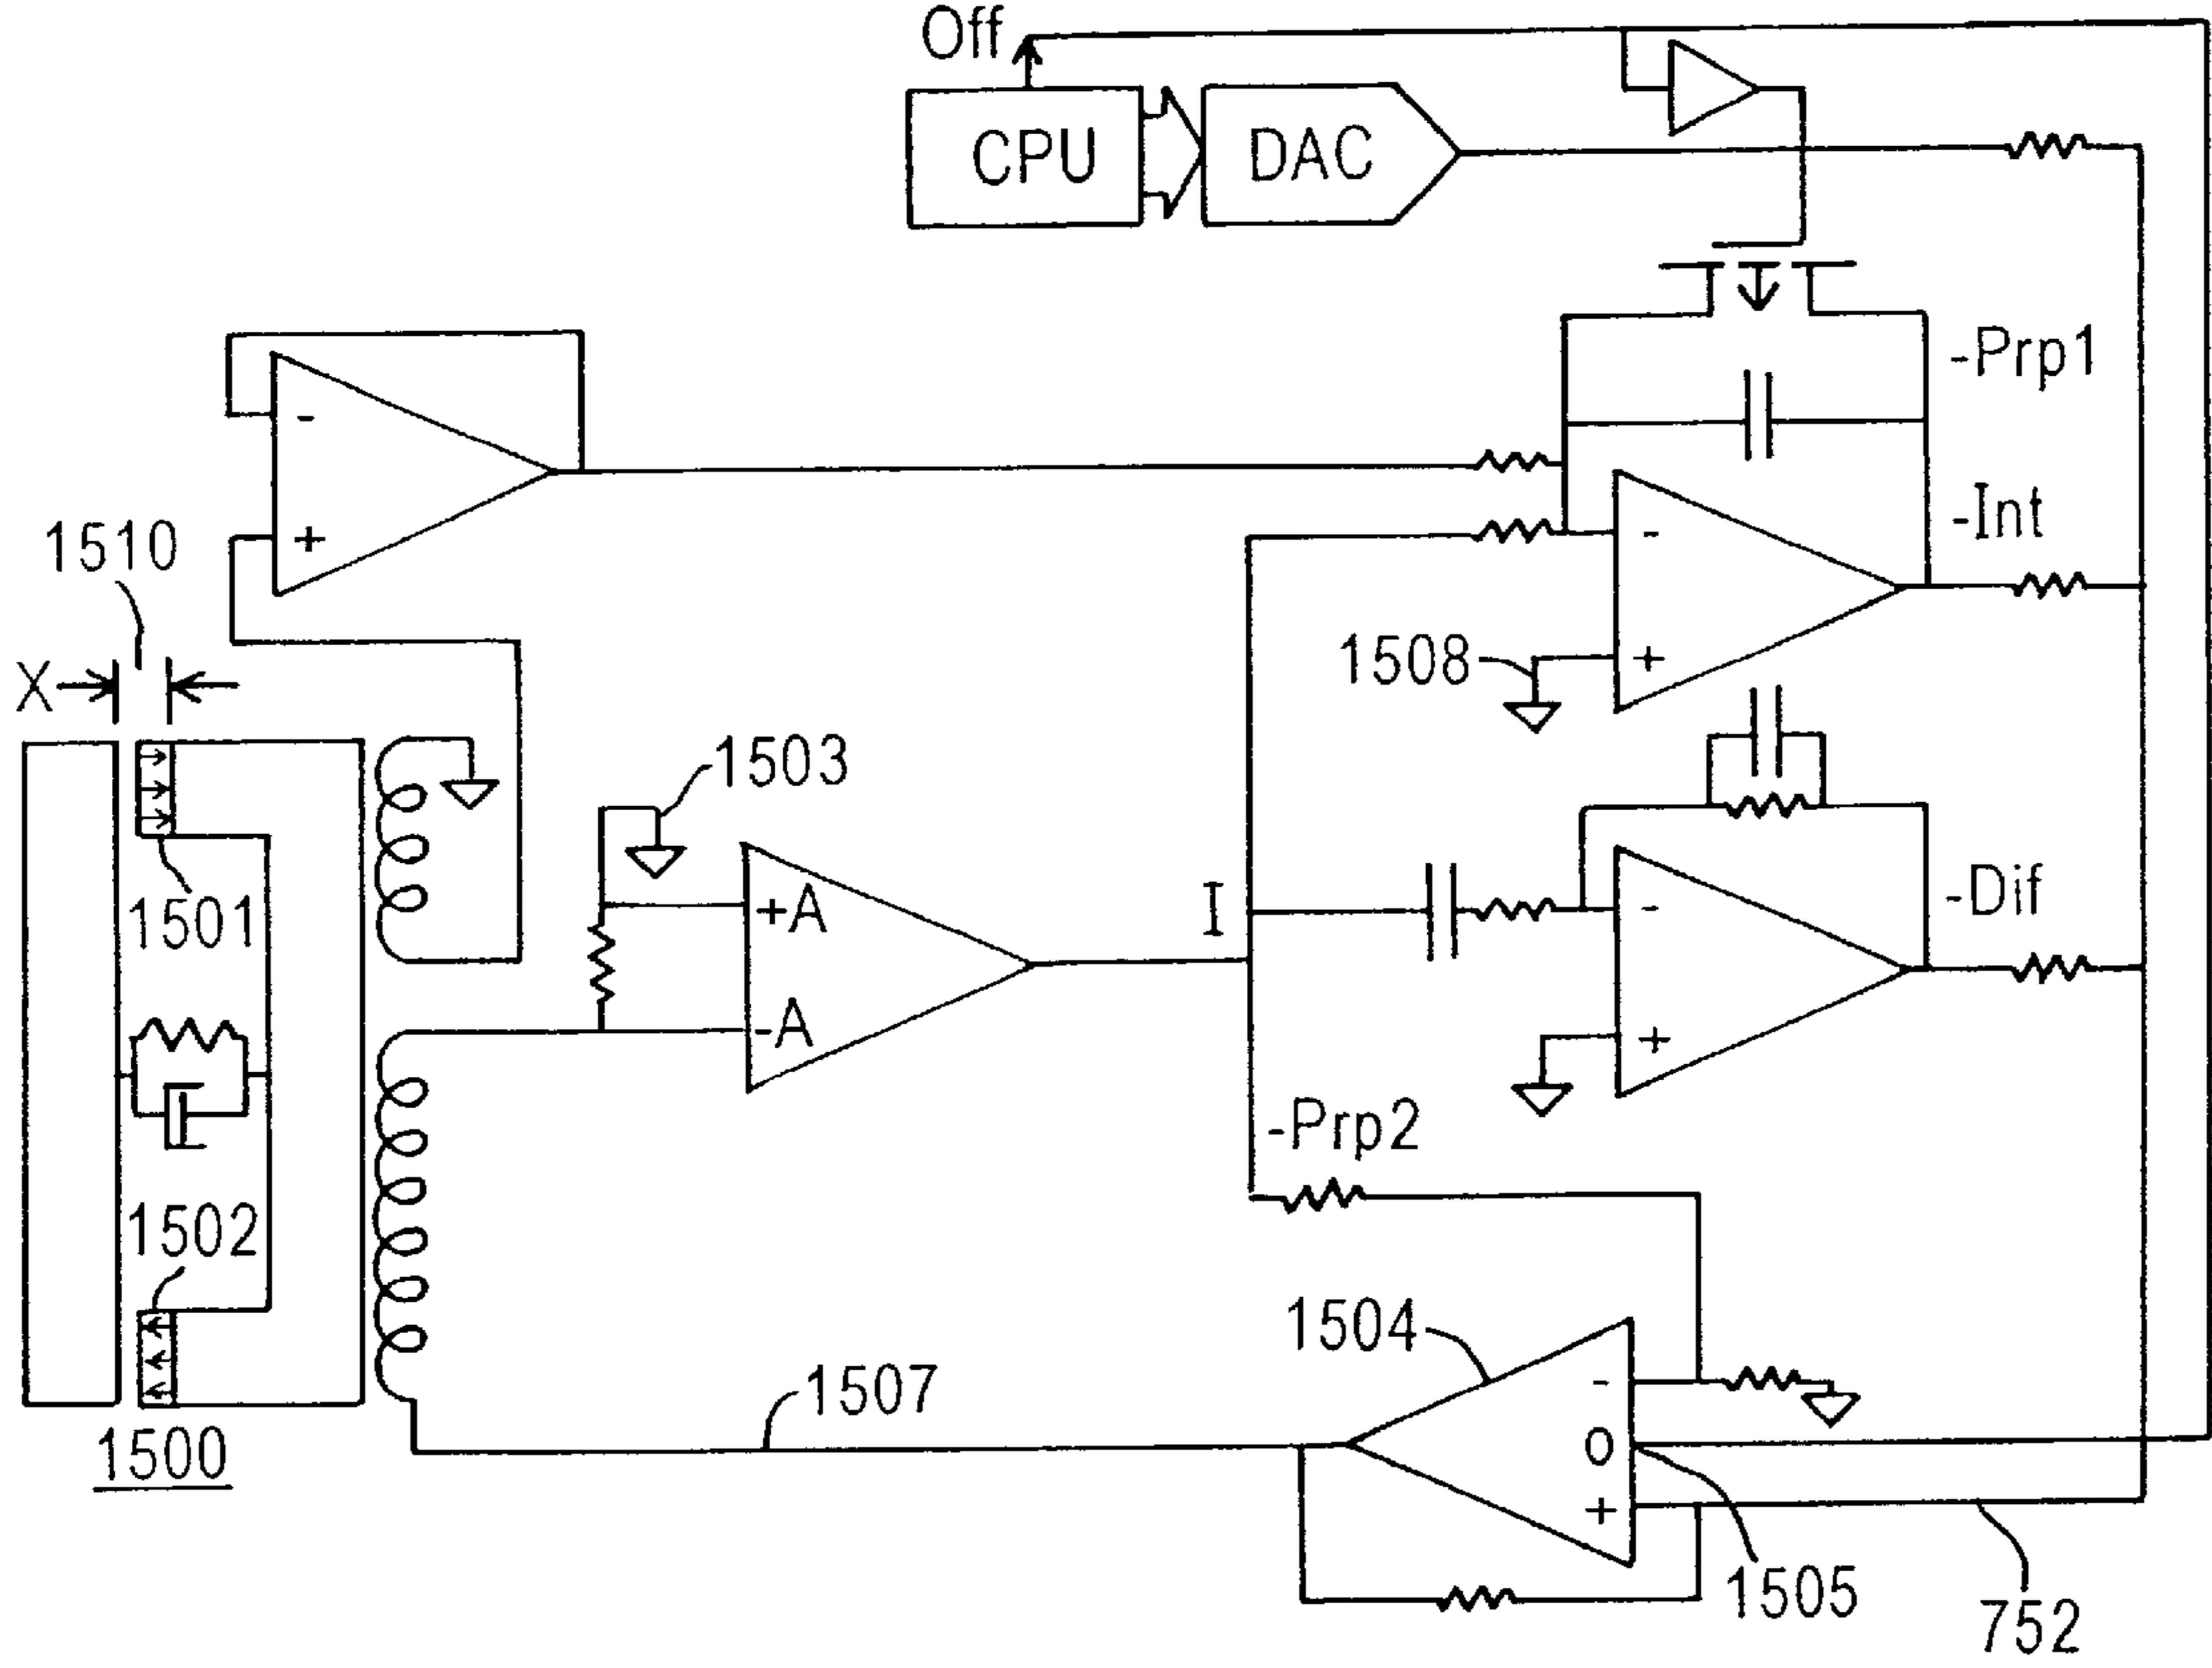 Off
CPU
DAC
-Prp1
-
+
-Int
-
+
1510
1508
X
1503
+A
-A
I
-Dif
-
+
1501
-Prp2
1502
1504
-
O
+
1507
1500
1505
752